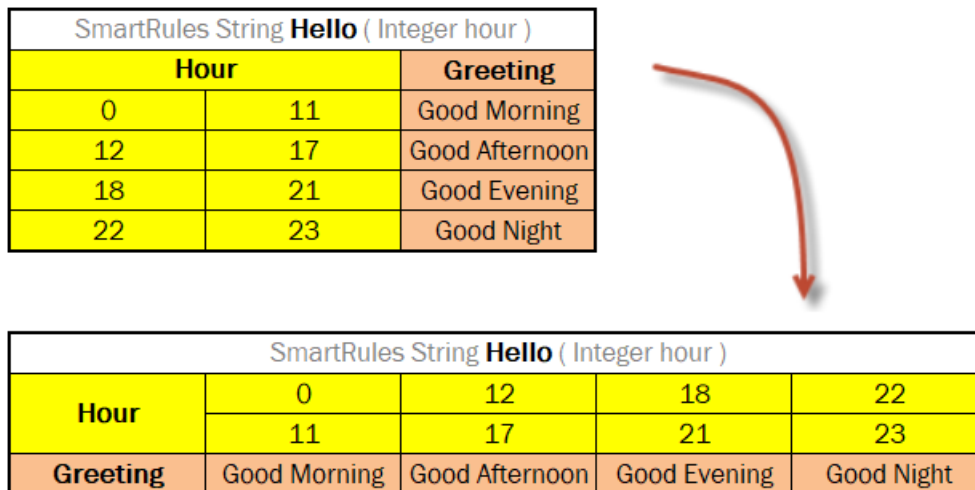 SmartRules String Hello ( Integer hour )
Hour Greeting
0 11 Good Morning
12 17 Good Afternoon
18 21 Good Evening
22 23 Good Night
SmartRules String Hello ( Integer hour )
Hour 0 12 18 22
11 17 21 23
Greeting Good Morning Good Afternoon Good Evening Good Night